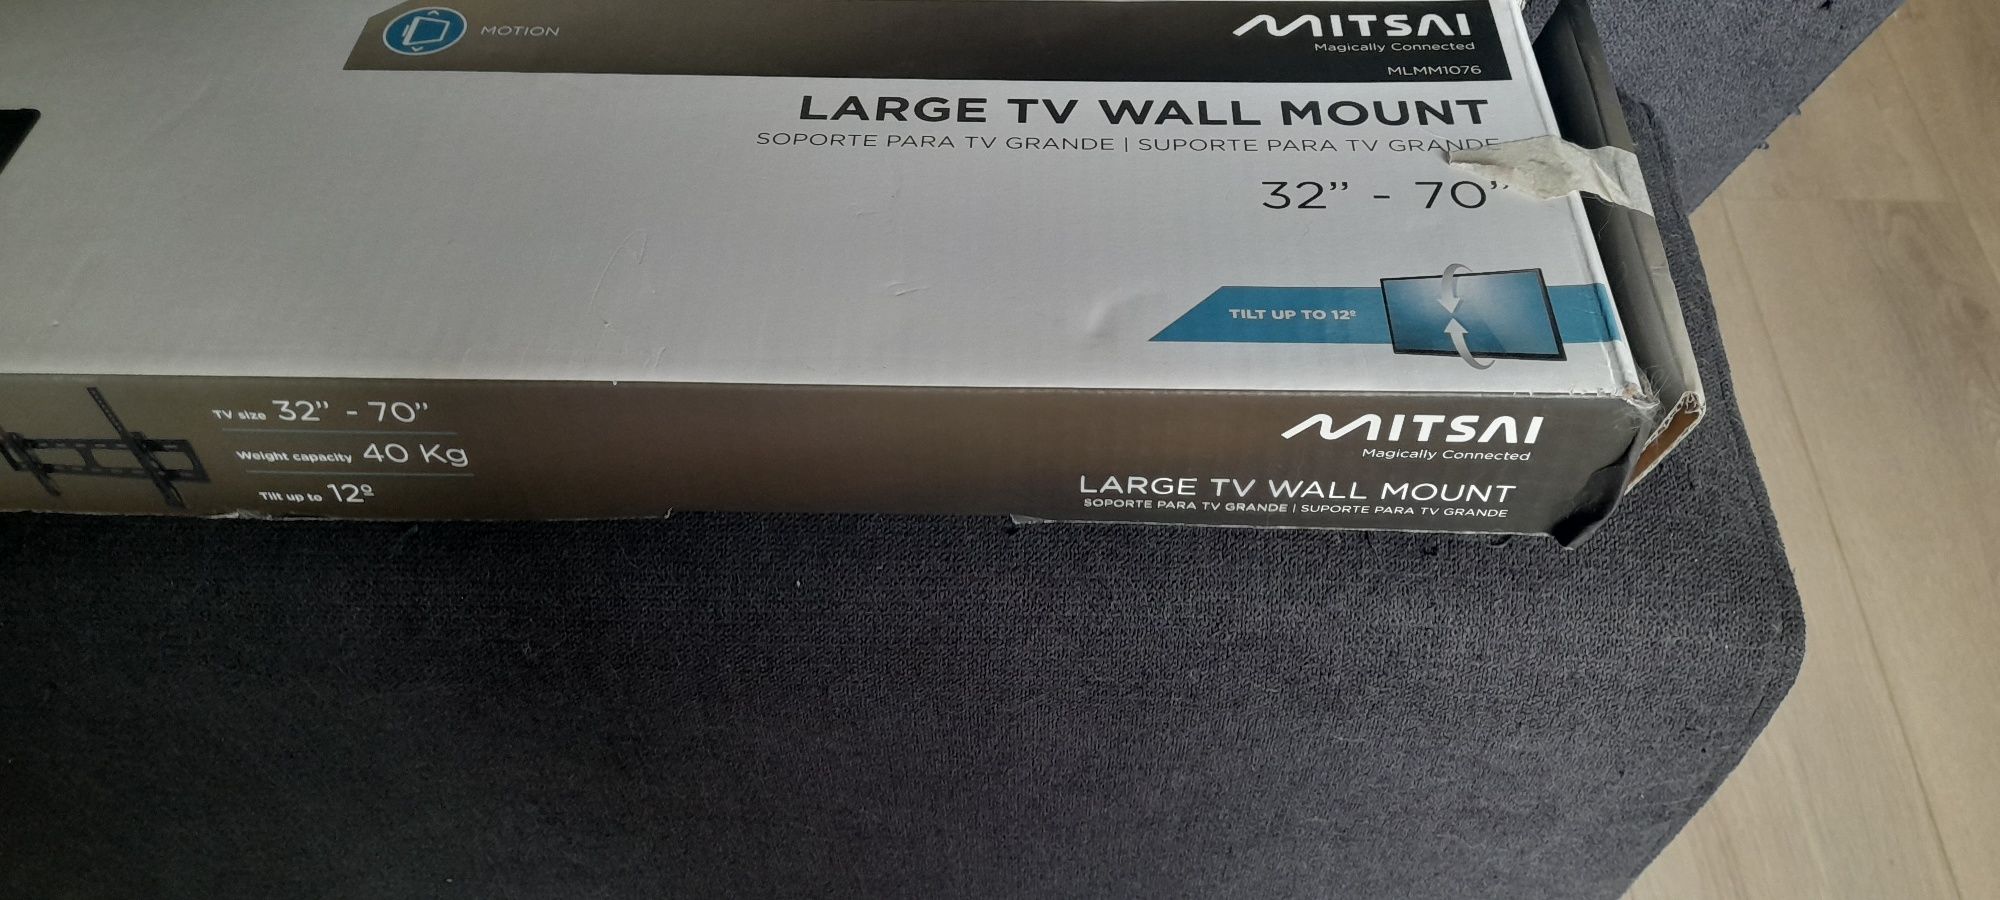 MOTION
MITSAI
Magically Connected
MLMM1076
LARGE TV WALL MOUNT
SOPORTE PARA TV GRANDE | SUPORTE PARA TV GRANDE
32” - 70”
TILT UP TO 12º
TV size 32” - 70”
Weight capacity 40 Kg
Tilt up to 12º
MITSAI
Magically Connected
LARGE TV WALL MOUNT
SOPORTE PARA TV GRANDE | SUPORTE PARA TV GRANDE